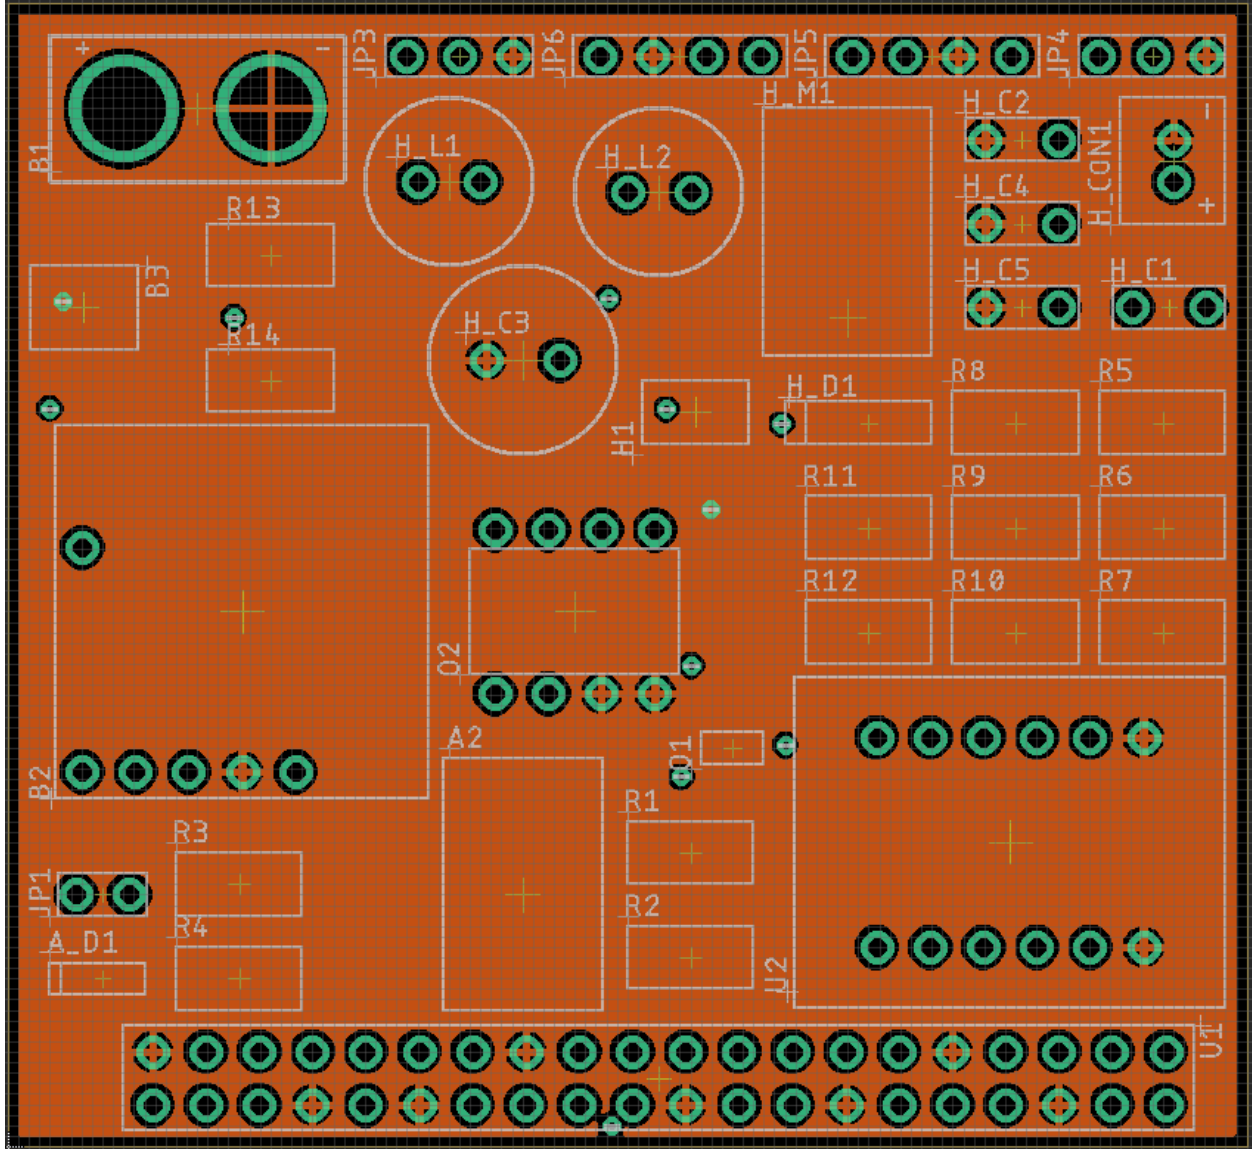 JP3
JP6
JP5
JP4
+
-
B1
H_L1
H_L2
H_M1
H_C2
H_CON1
-
+
H_C4
R13
B3
H_C5
H_C1
R14
H_C3
H_D1
R8
R5
H1
R11
R9
R6
R12
R10
R7
Q2
B2
A2
Q1
R1
R3
JP1
R4
R2
A_D1
U2
U1